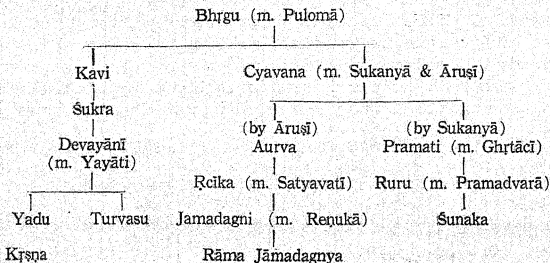 Bhṛgu (m. Pulomā)
Kavi Cyavana (m. Sukanyā & Āruṣī)
Śukra
Devayānī (by Āruṣī) (by Sukanyā)
(m. Yayāti) Aurva Pramati (m. Ghṛtācī)
Ṛcīka (m. Satyavatī) Ruru (m. Pramadvarā)
Yadu Turvasu Jamadagni (m. Reṇukā) Śunaka
Kṛṣṇa Rāma Jāmadagnya